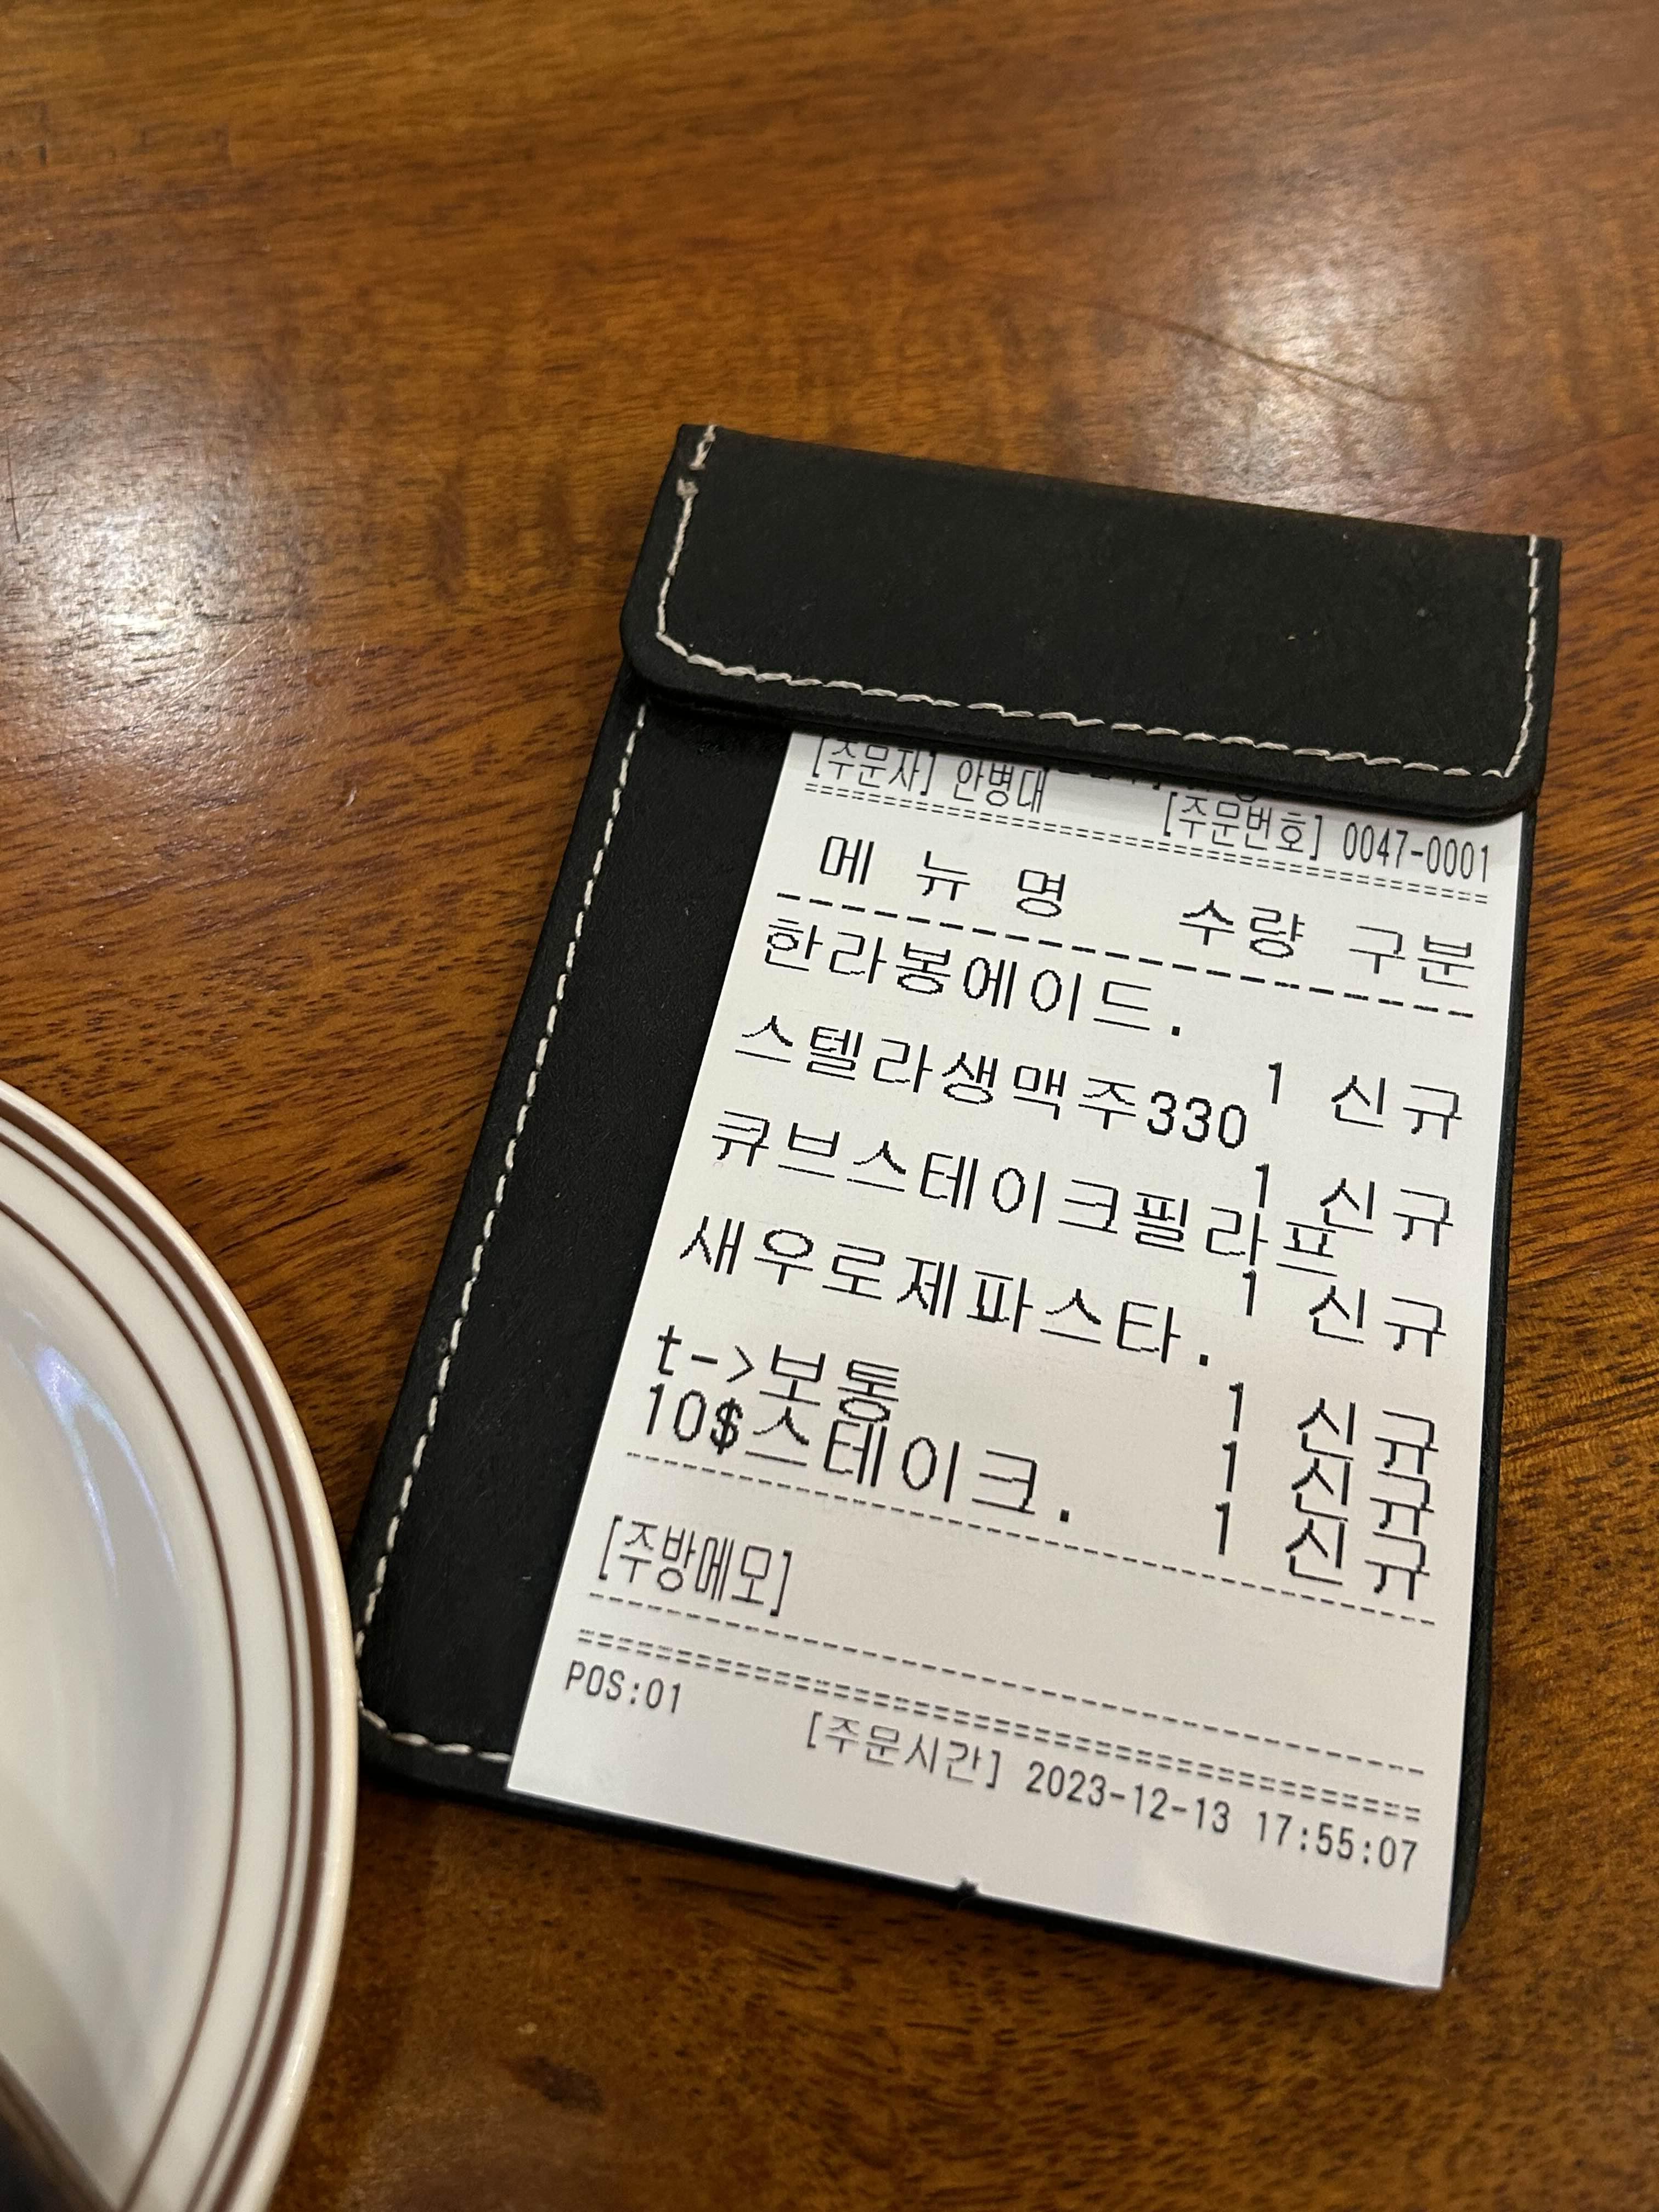 [주문자] 안병대 [주문번호] 0047-0001
================================================
메 뉴 명 수량 구분
--------------------------------
한라봉에이드.
1 신규
스텔라생맥주330
1 신규
큐브스테이크필라프
1 신규
새우로제파스타.
1 신규
t->보통 1 신규
10$스테이크. 1 신규
[주방메모]
POS:01 [주문시간] 2023-12-13 17:55:07